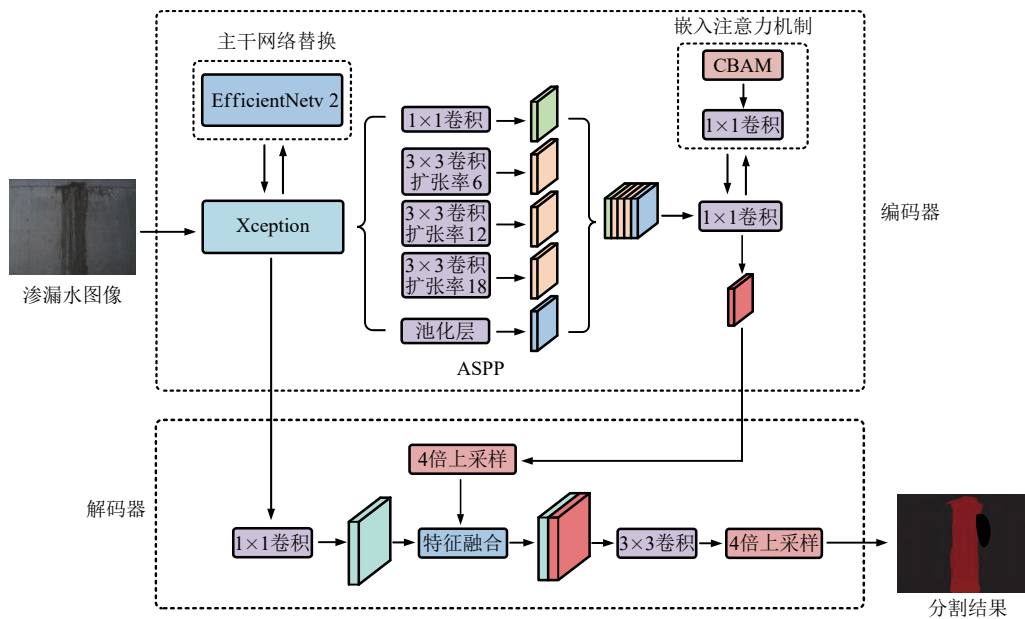 主干网络替换
EfficientNetv 2
嵌入注意力机制
CBAM
1×1卷积
1×1卷积
3×3卷积
扩张率6
Xception
3×3卷积
扩张率12
1×1卷积
编码器
3×3卷积
扩张率18
渗漏水图像
池化层
ASPP
4倍上采样
解码器
1×1卷积
特征融合
3×3卷积
4倍上采样
分割结果